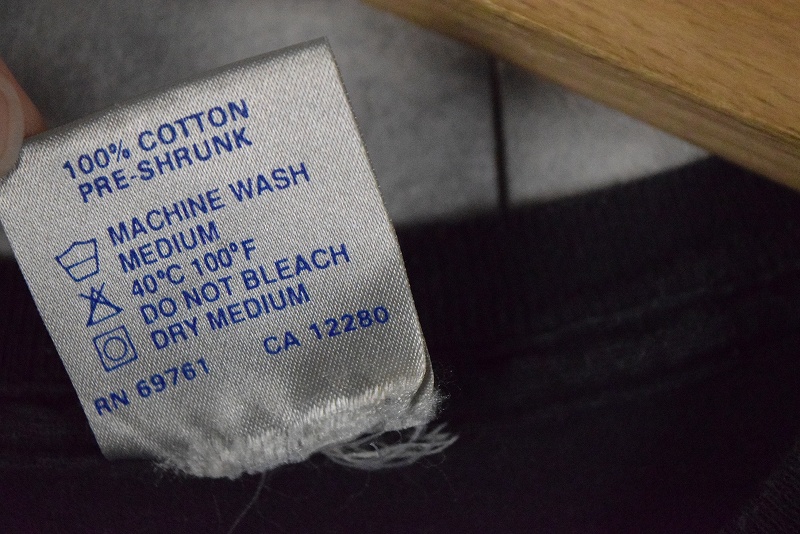 100% COTTON
PRE-SHRUNK
MACHINE WASH
MEDIUM
40°C 100°F
DO NOT BLEACH
DRY MEDIUM
RN 69761 CA 12280